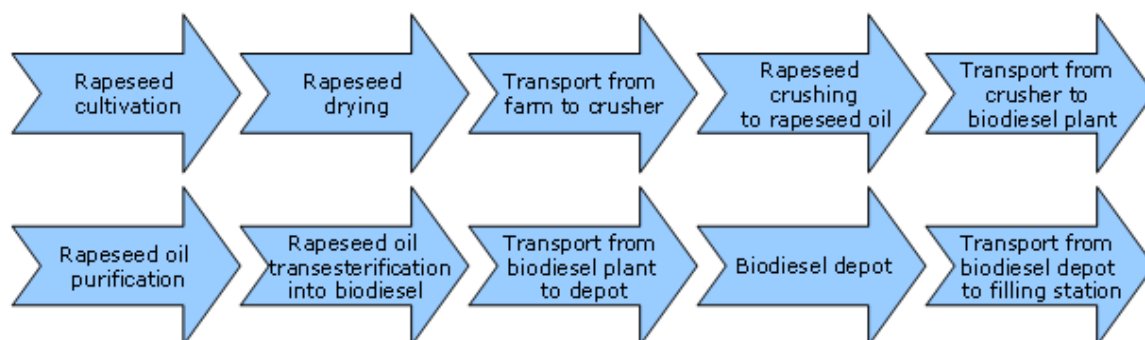 Rapeseed
cultivation
Rapeseed
drying
Transport from
farm to crusher
Rapeseed
crushing
to rapeseed oil
Transport from
crusher to
biodiesel plant
Rapeseed oil
purification
Rapeseed oil
transesterification
into biodiesel
Transport from
biodiesel plant
to depot
Biodiesel depot
Transport from
biodiesel depot
to filling station